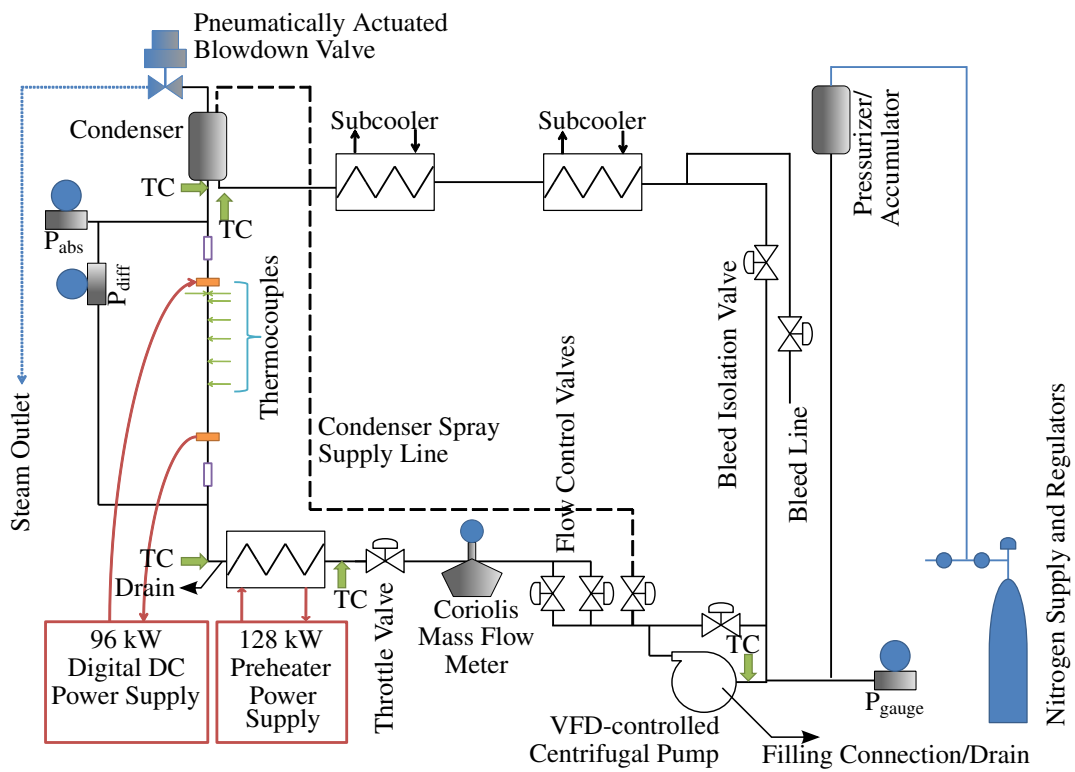 Pneumatically Actuated
Blowdown Valve
Condenser
Subcooler
Subcooler
Pressurizer/
Accumulator
TC
TC
Pabs
Pdiff
Thermocouples
Steam Outlet
Condenser Spray
Supply Line
Flow Control Valves
Bleed Isolation Valve
Bleed Line
Nitrogen Supply and Regulators
TC
Drain
TC
Throttle Valve
Coriolis
Mass Flow
Meter
TC
96 kW
Digital DC
Power Supply
128 kW
Preheater
Power
Supply
Pgauge
VFD-controlled
Centrifugal Pump
Filling Connection/Drain